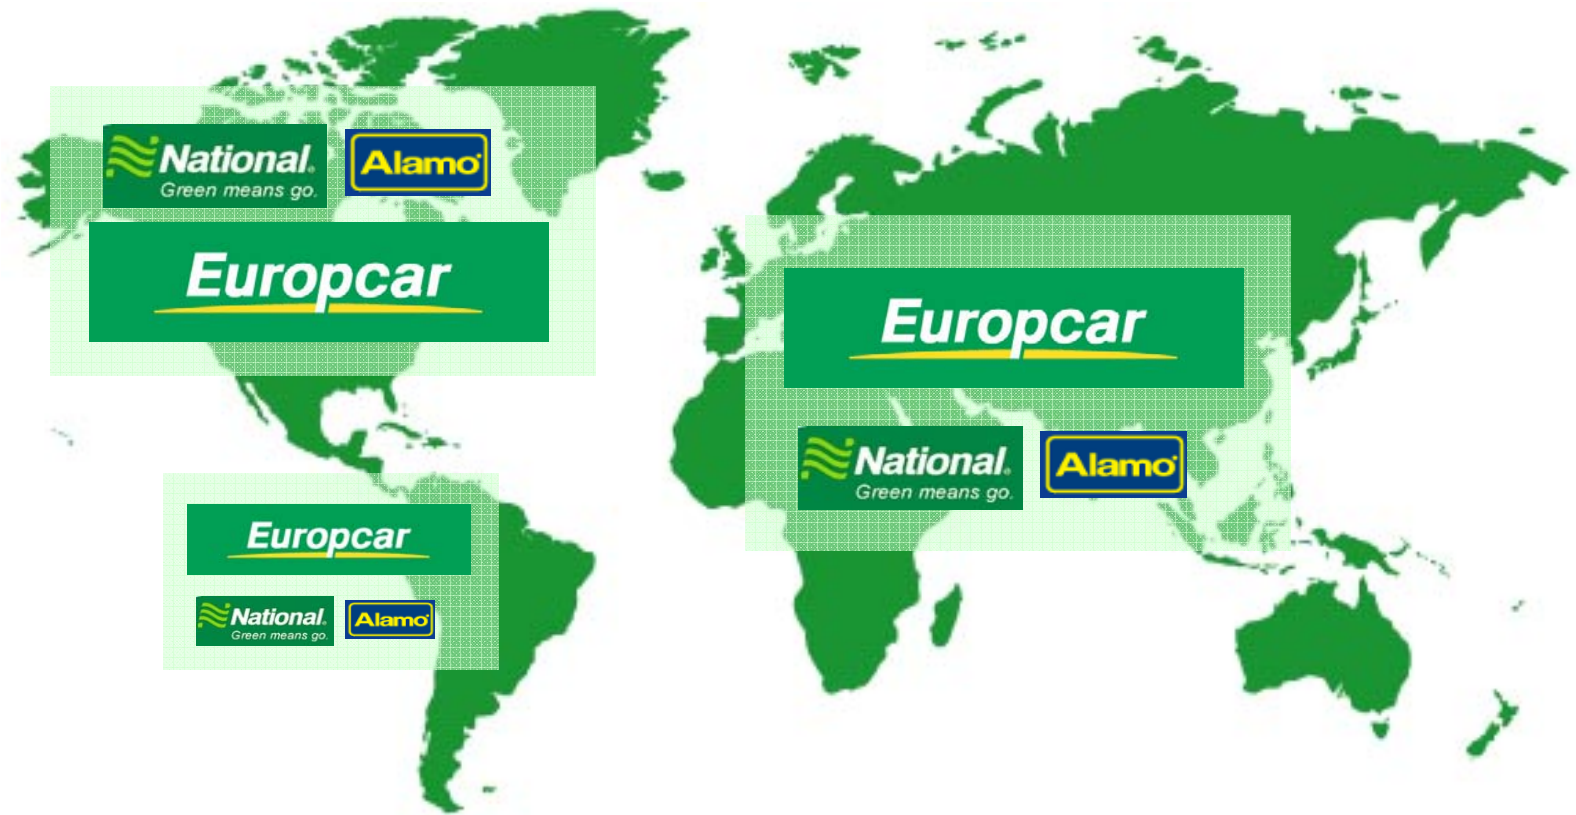 National.
Green means go.
Alamo
Europcar
Europcar
National.
Green means go.
Alamo
Europcar
National.
Green means go.
Alamo